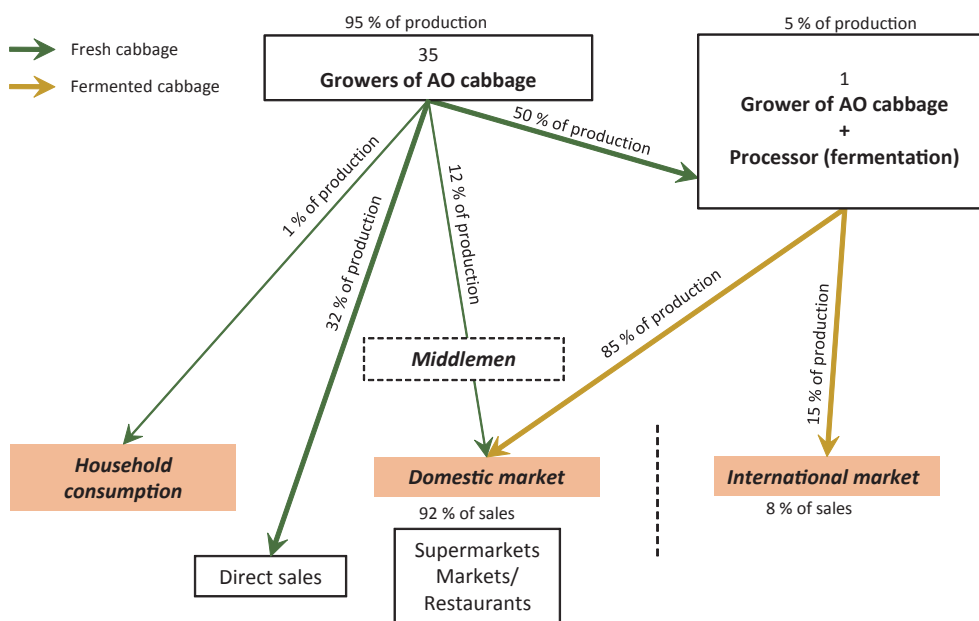 95 % of production
5 % of production
Fresh cabbage
Fermented cabbage
35
Growers of AO cabbage
1
Grower of AO cabbage
+
Processor (fermentation)
50 % of production
1 % of production
32 % of production
12 % of production
85 % of production
15 % of production
Middlemen
Household
consumption
Domestic market
International market
92 % of sales
8 % of sales
Direct sales
Supermarkets
Markets/
Restaurants